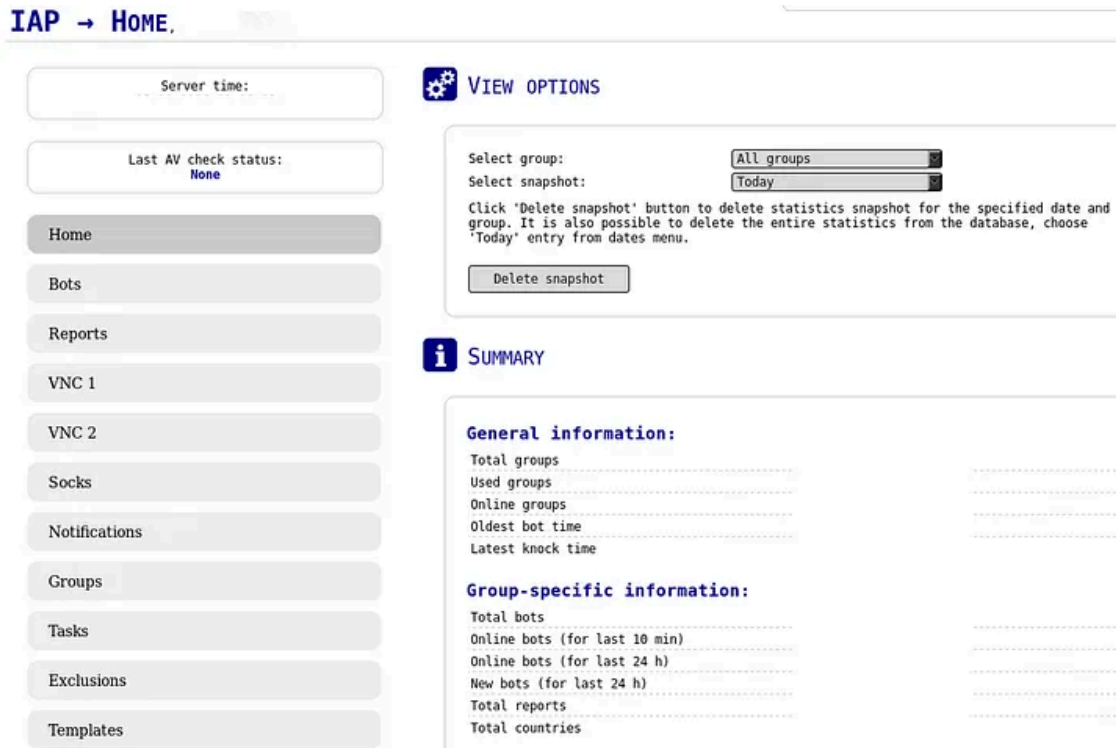 IAP → HOME,
Server time:
Last AV check status:
None
Home
Bots
Reports
VNC 1
VNC 2
Socks
Notifications
Groups
Tasks
Exclusions
Templates
VIEW OPTIONS
Select group:
All groups
Select snapshot:
Today
Click 'Delete snapshot' button to delete statistics snapshot for the specified date and
group. It is also possible to delete the entire statistics from the database, choose
'Today' entry from dates menu.
Delete snapshot
SUMMARY
General information:
Total groups
Used groups
Online groups
Oldest bot time
Latest knock time
Group-specific information:
Total bots
Online bots (for last 10 min)
Online bots (for last 24 h)
New bots (for last 24 h)
Total reports
Total countries